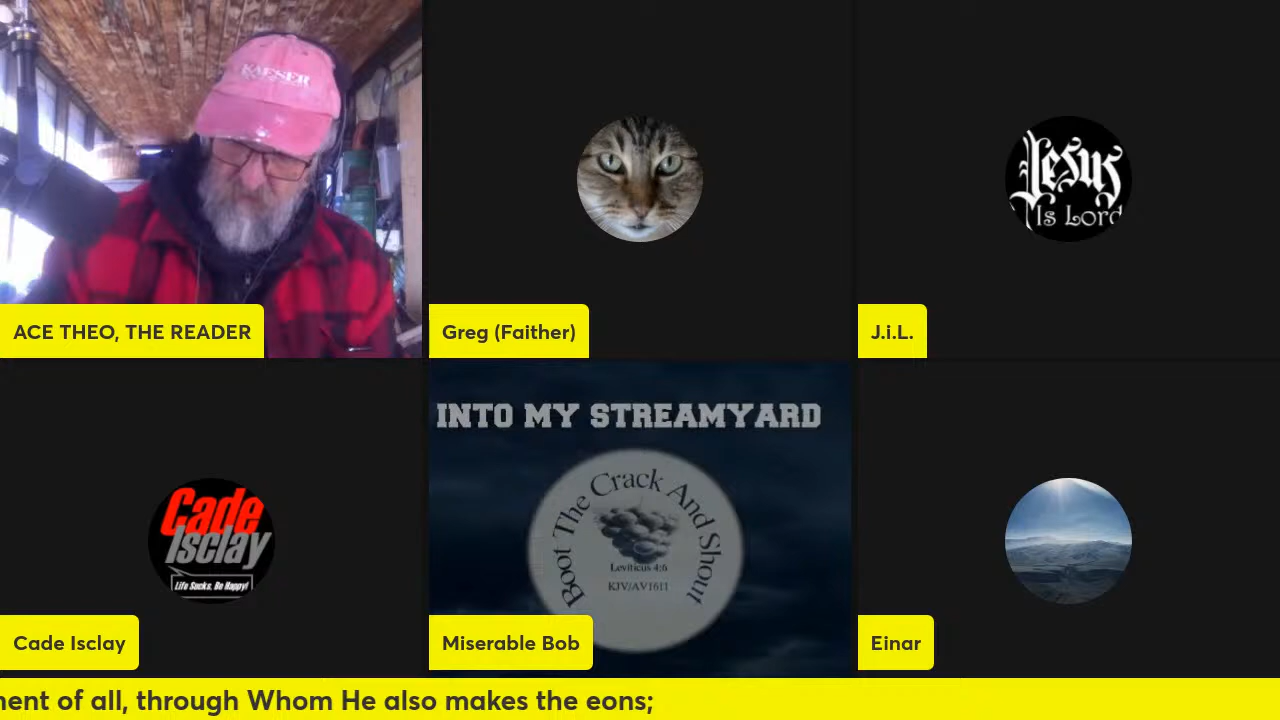 KAESER
ACE THEO, THE READER
Greg (Faither)
Jesus
Is Lord
J.i.L.
Cade
Isclay
Life Sucks. Be Happy!
Cade Isclay
INTO MY STREAMYARD
Boot The Crack And Shout
Leviticus 4:6
KJV/AV1611
Miserable Bob
Einar
nent of all, through Whom He also makes the eons;